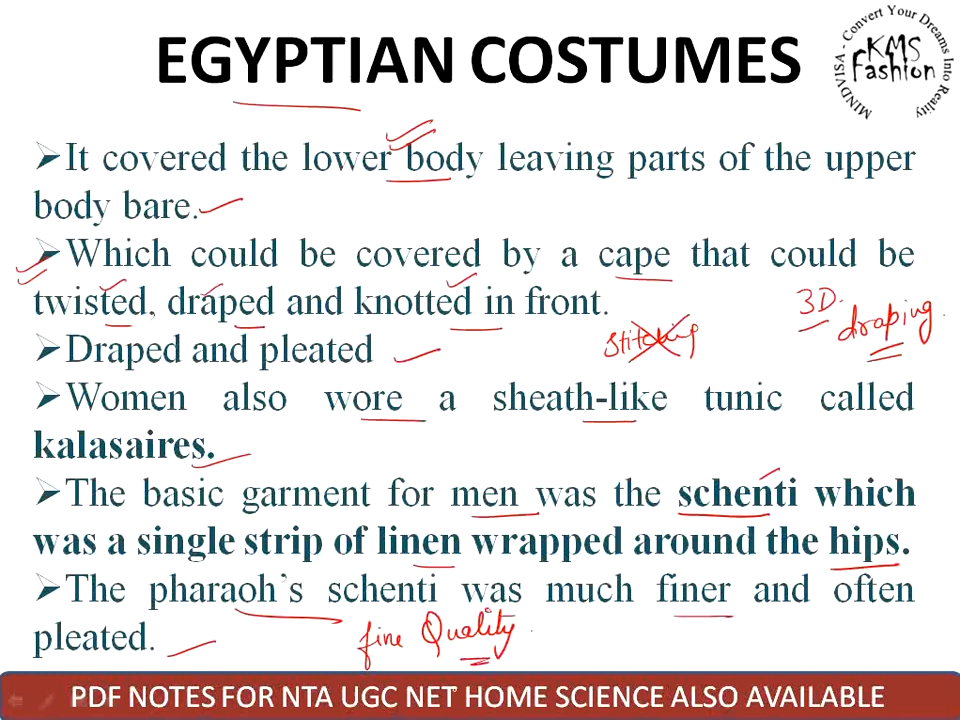 EGYPTIAN COSTUMES
MINDVISA - Convert Your Dreams Into Reality
KMS
Fashion
➢It covered the lower body leaving parts of the upper
body bare.
➢Which could be covered by a cape that could be
twisted, draped and knotted in front.
3D.
draping
➢Draped and pleated
stitching
➢Women also wore a sheath-like tunic called
kalasaires.
➢The basic garment for men was the schenti which
was a single strip of linen wrapped around the hips.
➢The pharaoh's schenti was much finer and often
pleated.
fine Quality
PDF NOTES FOR NTA UGC NET HOME SCIENCE ALSO AVAILABLE